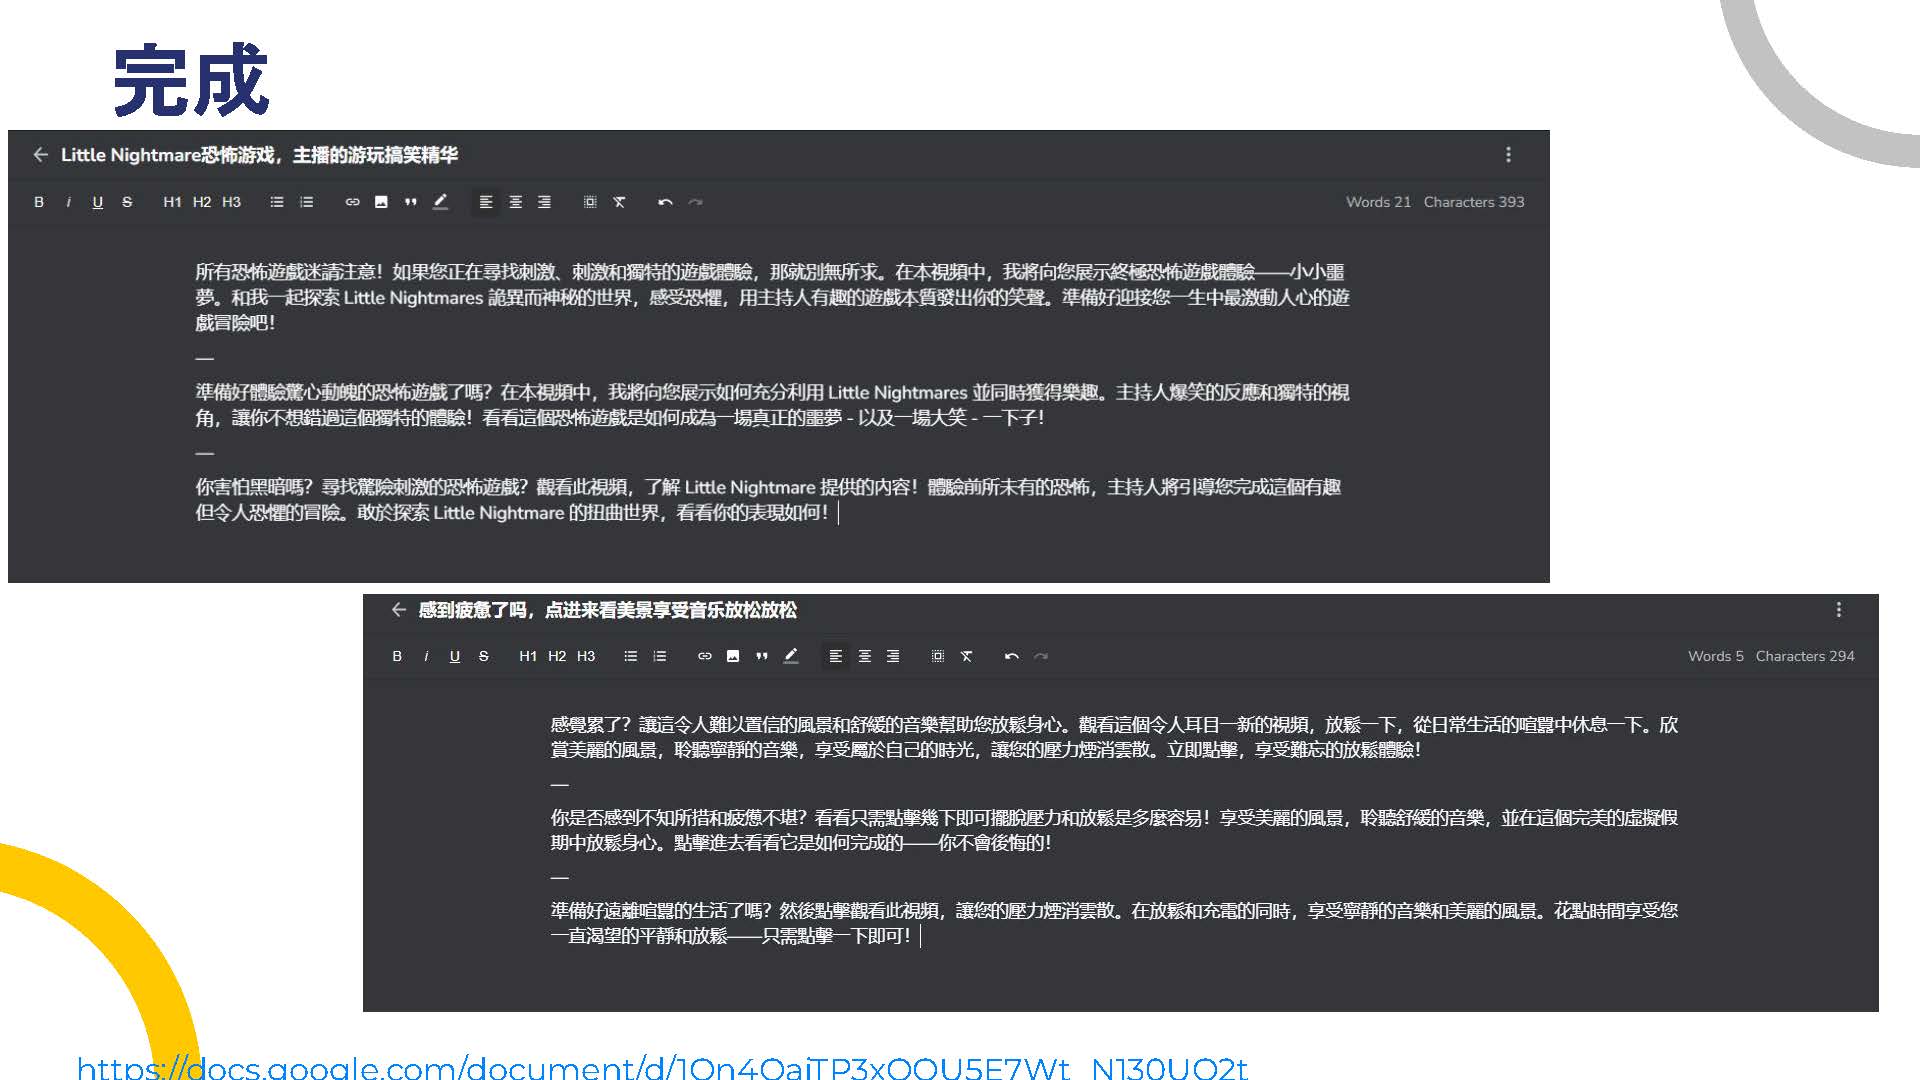 完成
Little Nightmare恐怖游戏，主播的游玩搞笑精华
B i U S H1 H2 H3 Words 21 Characters 393
所有恐怖遊戲迷請注意！如果您正在尋找刺激、刺激和獨特的遊戲體驗，那就別無所求。在本視頻中，我將向您展示終極恐怖遊戲體驗——小小噩
夢。和我一起探索 Little Nightmares 詭異而神秘的世界，感受恐懼，用主持人有趣的遊戲本質發出你的笑聲。準備好迎接您一生中最激動人心的遊
戲冒險吧！
—
準備好體驗驚心動魄的恐怖遊戲了嗎？在本視頻中，我將向您展示如何充分利用 Little Nightmares 並同時獲得樂趣。主持人爆笑的反應和獨特的視
角，讓你不想錯過這個獨特的體驗！看看這個恐怖遊戲是如何成為一場真正的噩夢 - 以及一場大笑 - 一下子！
—
你害怕黑暗嗎？尋找驚險刺激的恐怖遊戲？觀看此視頻，了解 Little Nightmare 提供的內容！體驗前所未有的恐怖，主持人將引導您完成這個有趣
但令人恐懼的冒險。敢於探索 Little Nightmare 的扭曲世界，看看你的表現如何！
感到疲惫了吗，点进来看美景享受音乐放松放松
B i U S H1 H2 H3 Words 5 Characters 294
感覺累了？讓這令人難以置信的風景和舒緩的音樂幫助您放鬆身心。觀看這個令人耳目一新的視頻，放鬆一下，從日常生活的喧囂中休息一下。欣
賞美麗的風景，聆聽寧靜的音樂，享受屬於自己的時光，讓您的壓力煙消雲散。立即點擊，享受難忘的放鬆體驗！
—
你是否感到不知所措和疲憊不堪？看看只需點擊幾下即可擺脫壓力和放鬆是多麼容易！享受美麗的風景，聆聽舒緩的音樂，並在這個完美的虛擬假
期中放鬆身心。點擊進去看看它是如何完成的——你不會後悔的！
—
準備好遠離喧囂的生活了嗎？然後點擊觀看此視頻，讓您的壓力煙消雲散。在放鬆和充電的同時，享受寧靜的音樂和美麗的風景。花點時間享受您
一直渴望的平靜和放鬆——只需點擊一下即可！
https://docs.google.com/document/d/1On4OaiTP3xOOU5E7Wt_N130UO2t